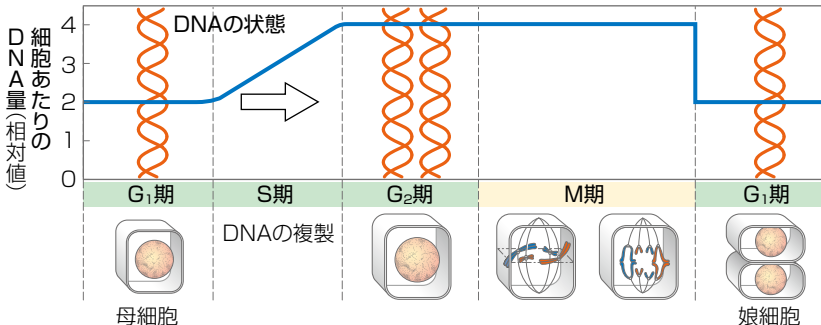 細胞あたりの
DNA量(相対値)
4
3
2
1
0
DNAの状態
G₁期
S期
G₂期
M期
G₁期
DNAの複製
母細胞
娘細胞